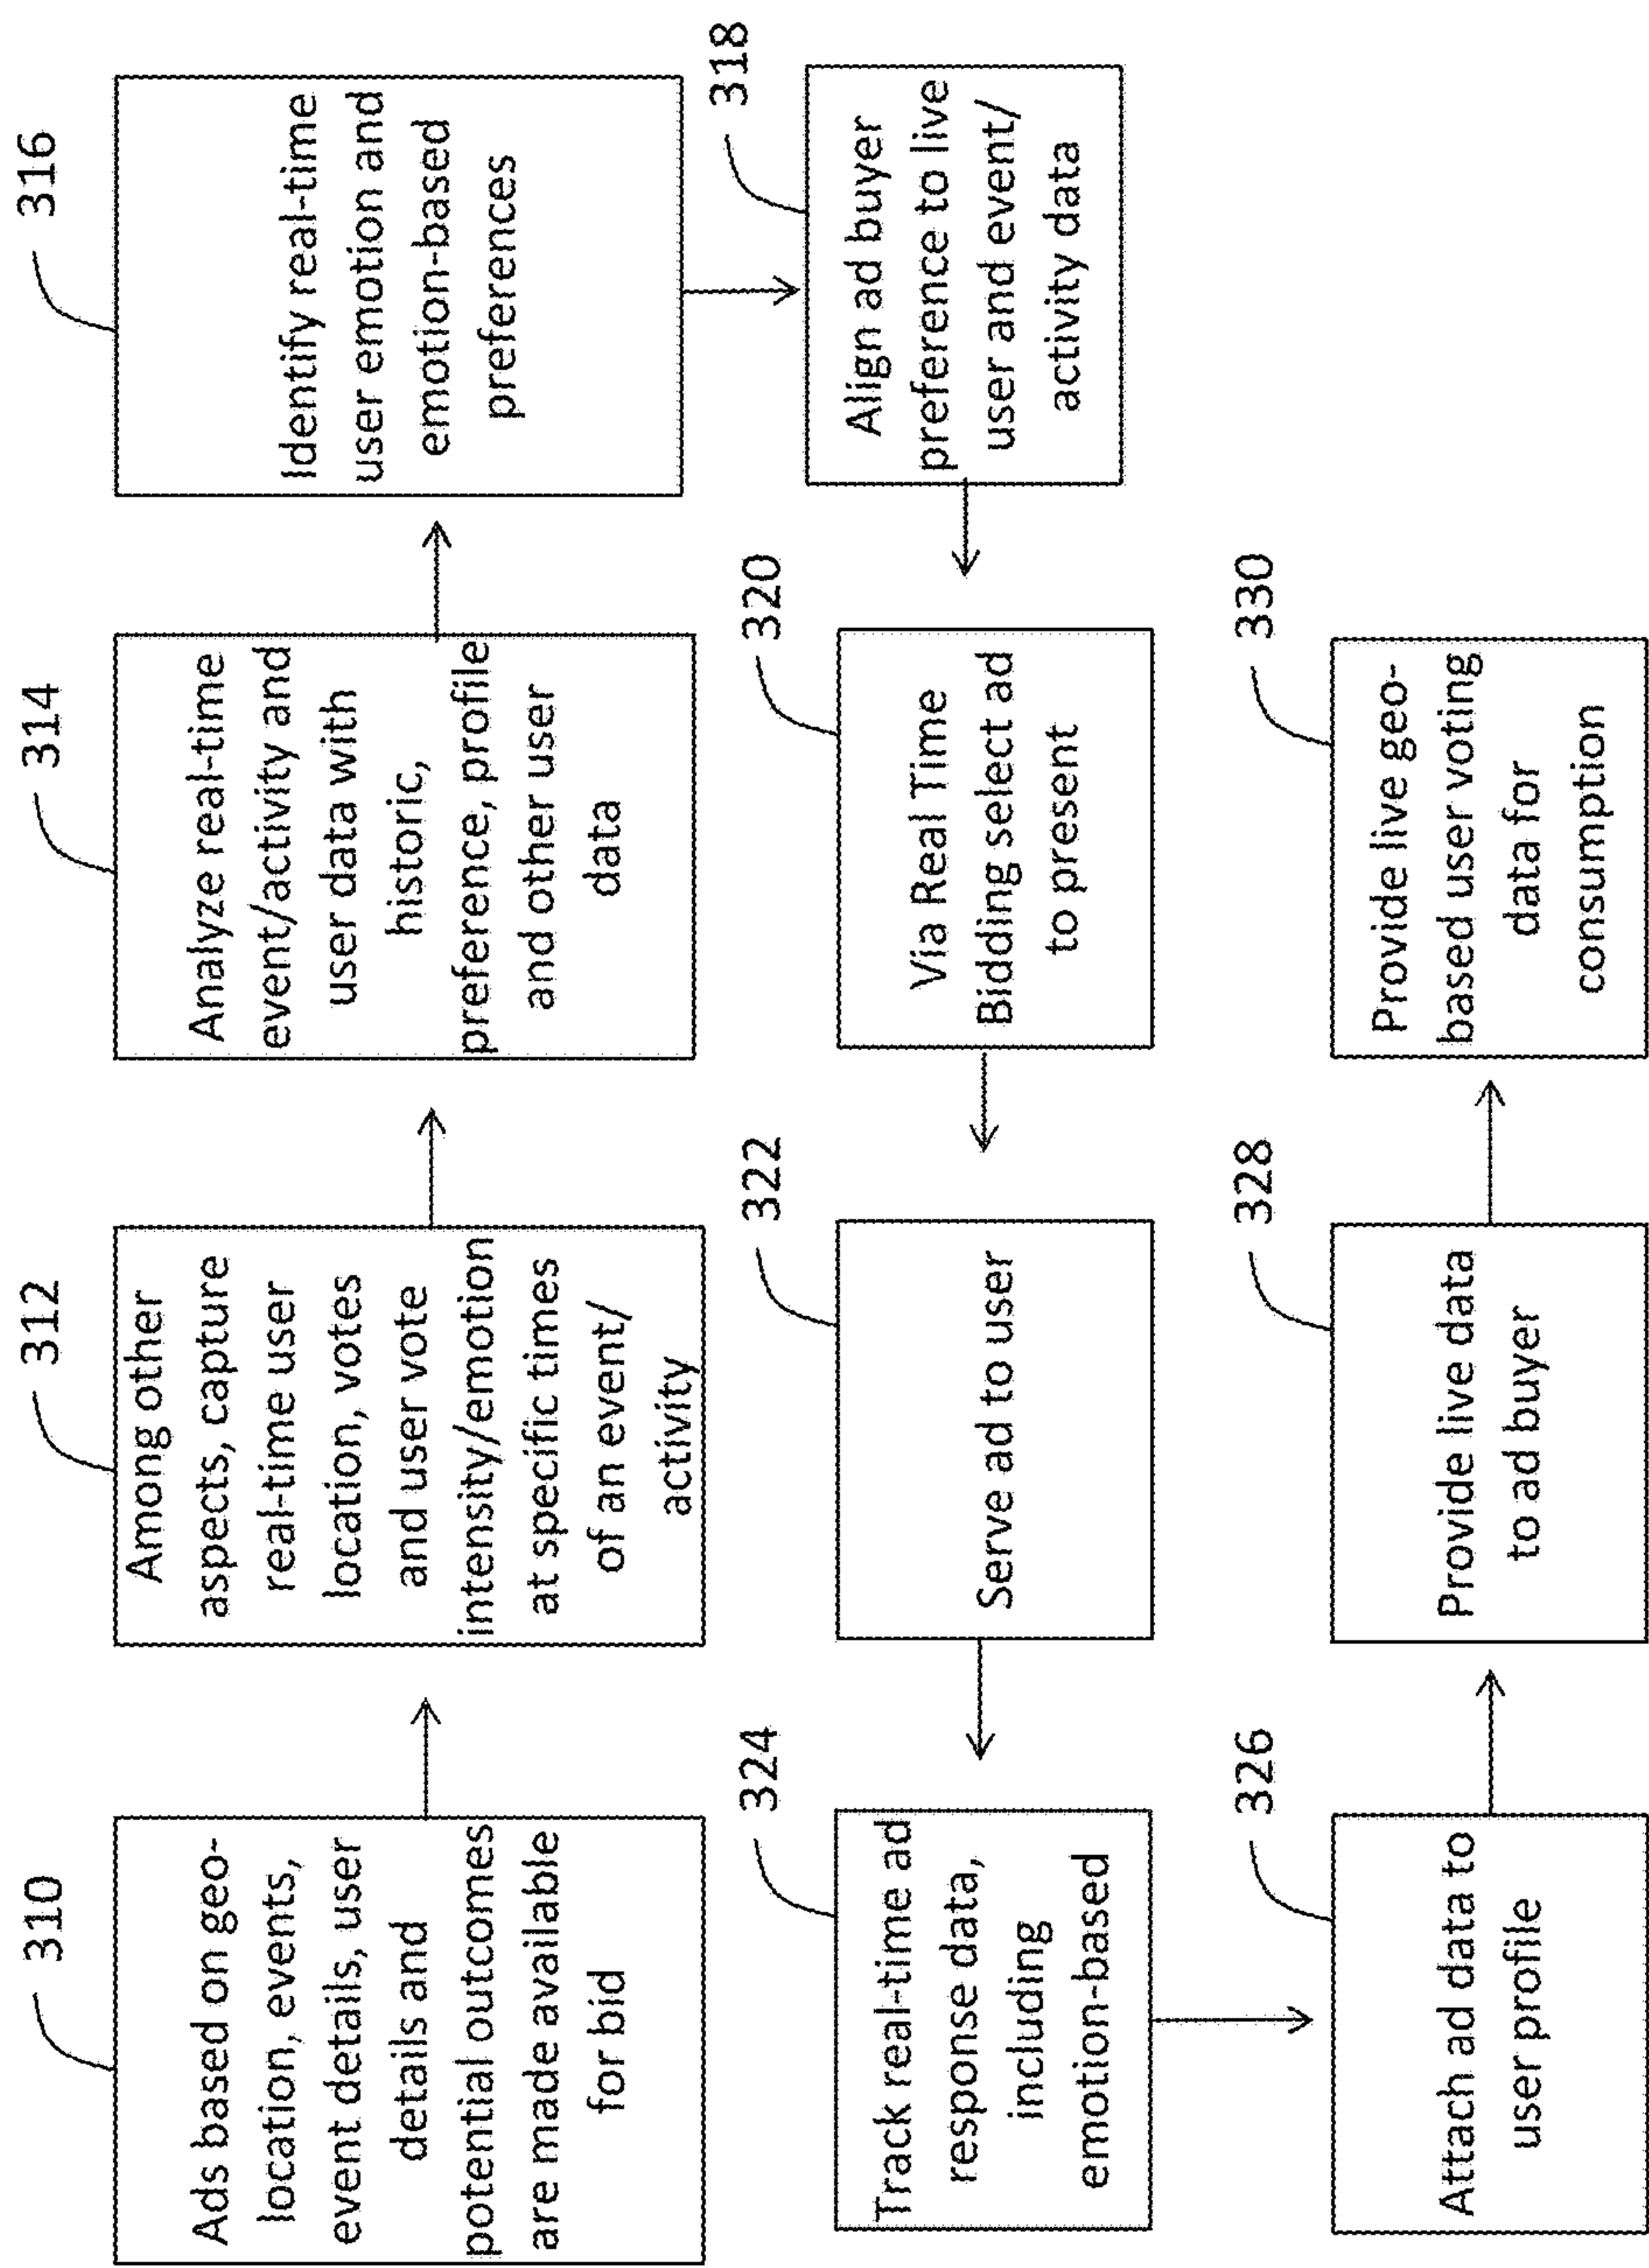 310
Ads based on geo-
location, events,
event details, user
details and
potential outcomes
are made available
for bid
312
Among other
aspects, capture
real-time user
location, votes
and user vote
intensity/emotion
at specific times
of an event/
activity
314
Analyze real-time
event/activity and
user data with
historic,
preference, profile
and other user
data
316
Identify real-time
user emotion and
emotion-based
preferences
318
Align ad buyer
preference to live
user and event/
activity data
320
Via Real Time
Bidding select ad
to present
322
Serve ad to user
324
Track real-time ad
response data,
including
emotion-based
326
Attach ad data to
user profile
328
Provide live data
to ad buyer
330
Provide live geo-
based user voting
data for
consumption